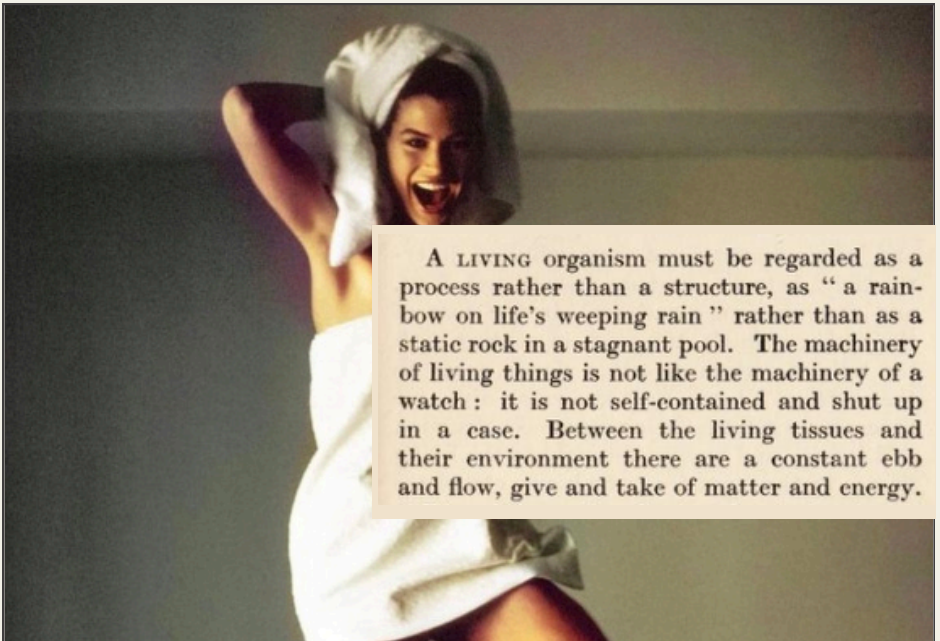 A LIVING organism must be regarded as a
process rather than a structure, as “ a rain-
bow on life's weeping rain ” rather than as a
static rock in a stagnant pool. The machinery
of living things is not like the machinery of a
watch : it is not self-contained and shut up
in a case. Between the living tissues and
their environment there are a constant ebb
and flow, give and take of matter and energy.